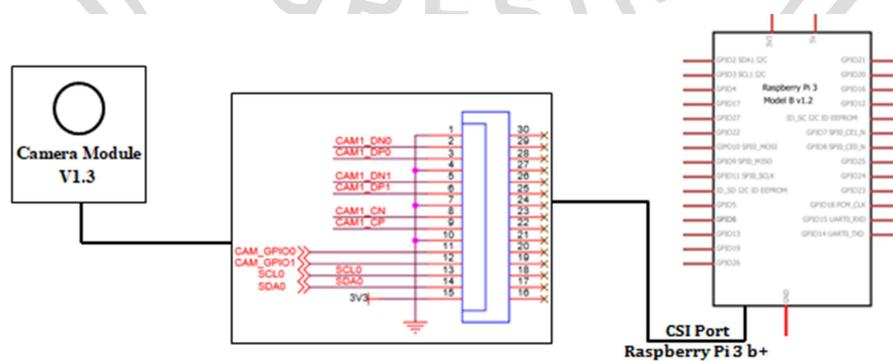 Camera Module
V1.3
CAM1_DN0
CAM1_DP0
CAM1_DN1
CAM1_DP1
CAM1_CN
CAM1_CP
CAM_GPIO0
CAM_GPIO1
SCL0 SCL0
SDA0 SDA0
3V3
1
2
3
4
5
6
7
8
9
10
11
12
13
14
15
30
29
28
27
26
25
24
23
22
21
20
19
18
17
16
3V3
5V
Raspberry Pi 3
Model B v1.2
GPIO2 SDA1 I2C
GPIO3 SCL1 I2C
GPIO4
GPIO17
GPIO27
GPIO22
GPIO10 SPI0_MOSI
GPIO9 SPI0_MISO
GPIO11 SPI0_SCLK
ID_SD I2C ID EEPROM
GPIO5
GPIO6
GPIO13
GPIO19
GPIO26
GPIO21
GPIO20
GPIO16
GPIO12
ID_SC I2C ID EEPROM
GPIO7 SPI0_CE1_N
GPIO8 SPI0_CE0_N
GPIO25
GPIO24
GPIO23
GPIO18 PCM_CLK
GPIO15 UART0_RXD
GPIO14 UART0_TXD
GND
CSI Port
Raspberry Pi 3 b+